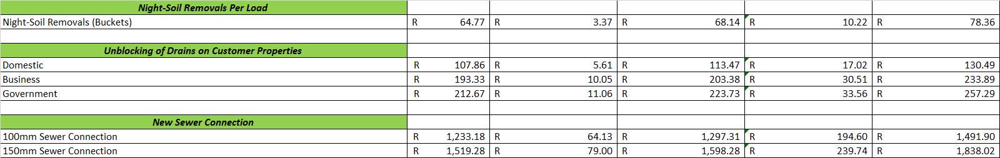 Night-Soil Removals Per Load
Night-Soil Removals (Buckets) R 64.77 R 3.37 R 68.14 R 10.22 R 78.36
Unblocking of Drains on Customer Properties
Domestic R 107.86 R 5.61 R 113.47 R 17.02 R 130.49
Business R 193.33 R 10.05 R 203.38 R 30.51 R 233.89
Government R 212.67 R 11.06 R 223.73 R 33.56 R 257.29
New Sewer Connection
100mm Sewer Connection R 1,233.18 R 64.13 R 1,297.31 R 194.60 R 1,491.90
150mm Sewer Connection R 1,519.28 R 79.00 R 1,598.28 R 239.74 R 1,838.02